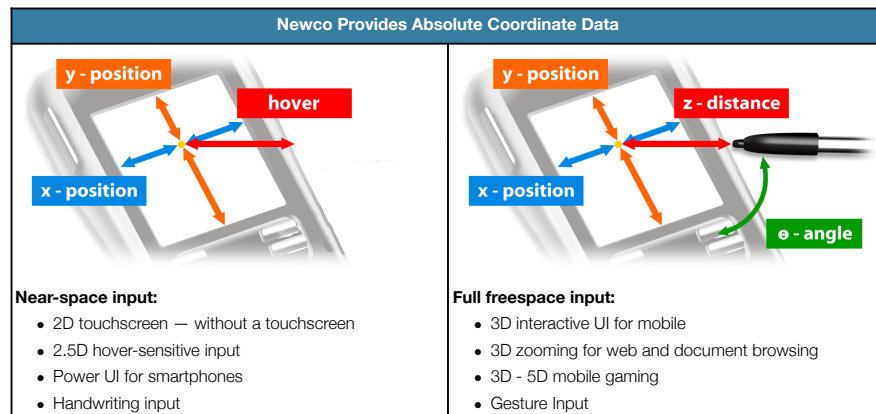 Newco Provides Absolute Coordinate Data
y - position
hover
x - position
Near-space input:
• 2D touchscreen — without a touchscreen
• 2.5D hover-sensitive input
• Power UI for smartphones
• Handwriting input
y - position
z - distance
x - position
ɵ - angle
Full freespace input:
• 3D interactive UI for mobile
• 3D zooming for web and document browsing
• 3D - 5D mobile gaming
• Gesture Input